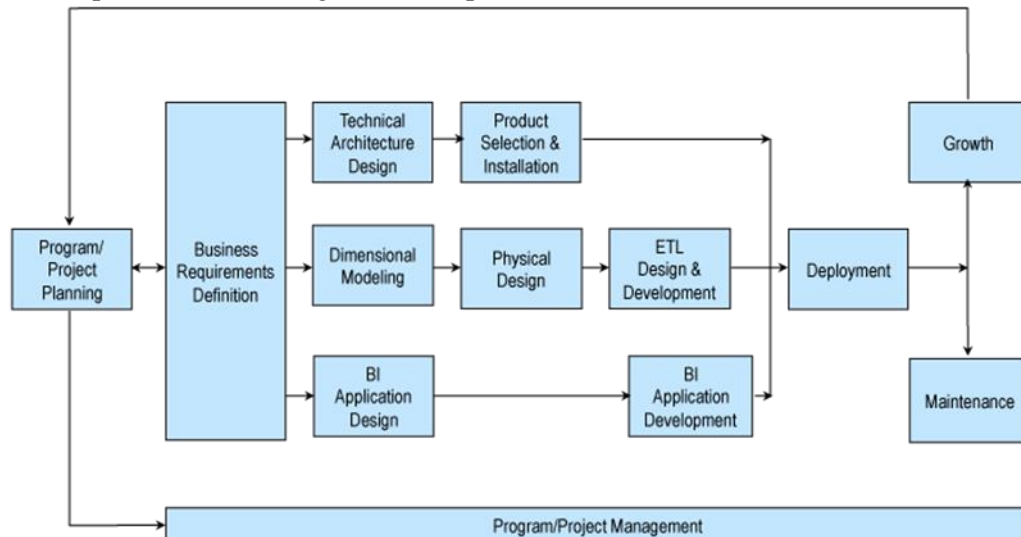 Technical
Architecture
Design
Product
Selection &
Installation
Growth
Program/
Project
Planning
Business
Requirements
Definition
Dimensional
Modeling
Physical
Design
ETL
Design &
Development
Deployment
BI
Application
Design
BI
Application
Development
Maintenance
Program/Project Management